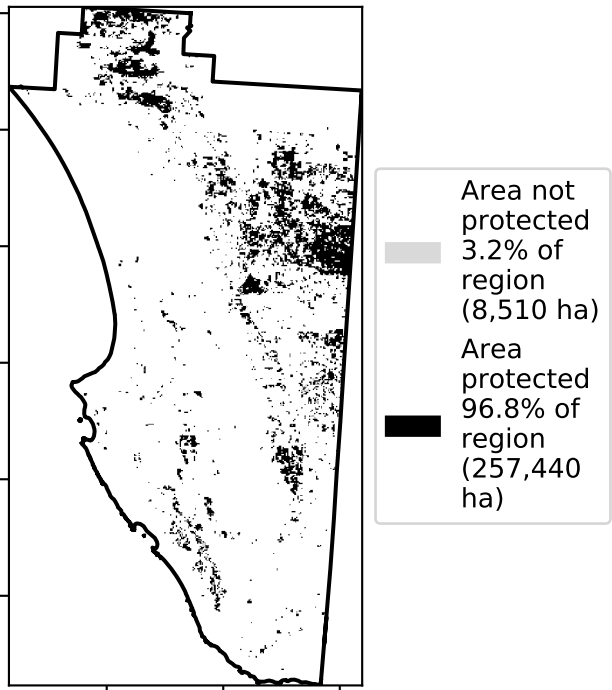 Area not
protected
3.2% of
region
(8,510 ha)
Area
protected
96.8% of
region
(257,440
ha)